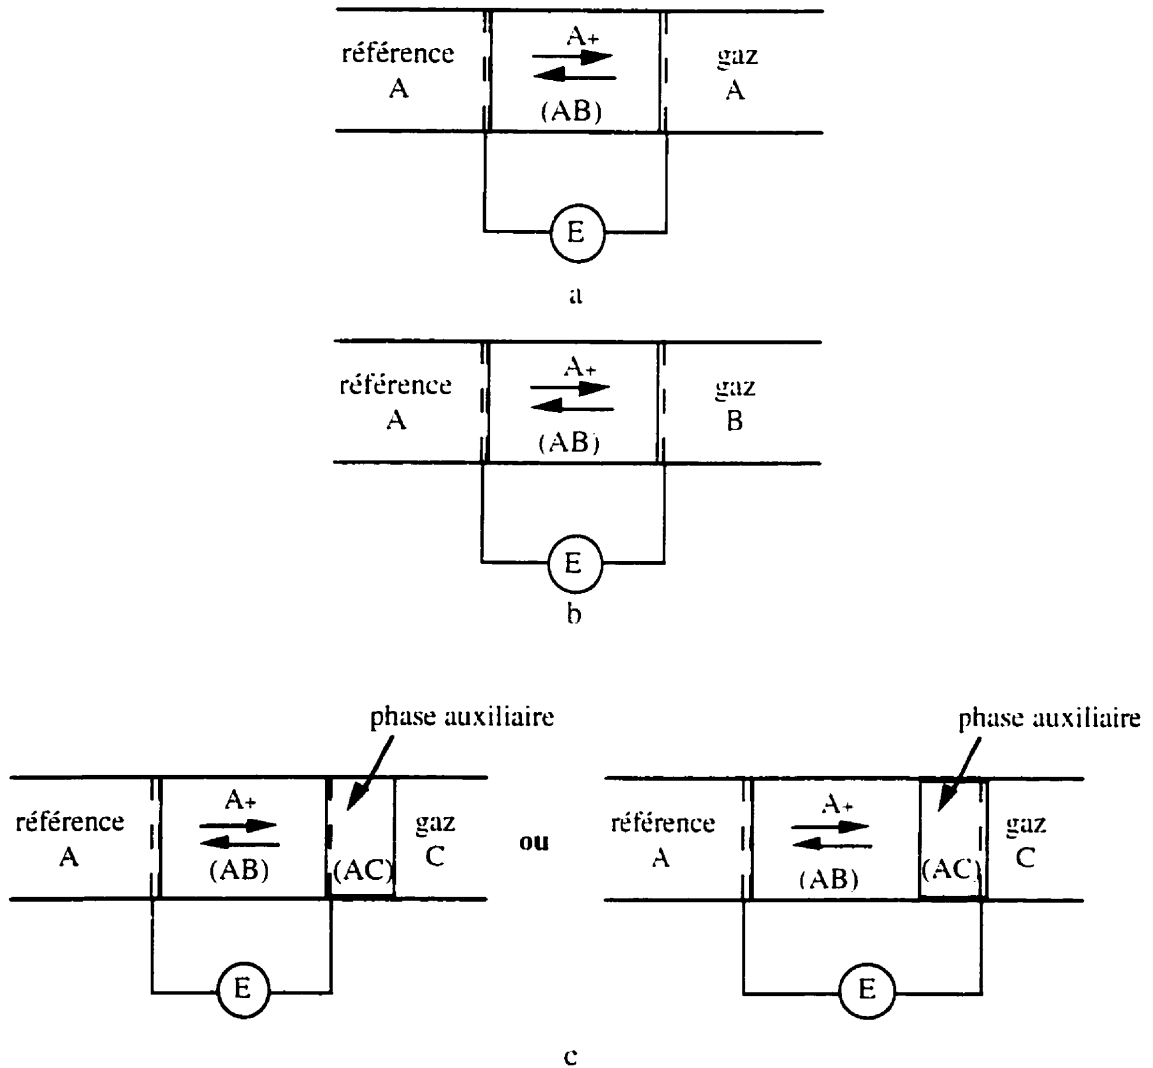 référence
A
A+
(AB)
gaz
A
E
a
référence
A
A+
(AB)
gaz
B
E
b
phase auxiliaire
référence
A
A+
(AB)
(AC)
gaz
C
E
ou
phase auxiliaire
référence
A
A+
(AB)
(AC)
gaz
C
E
c